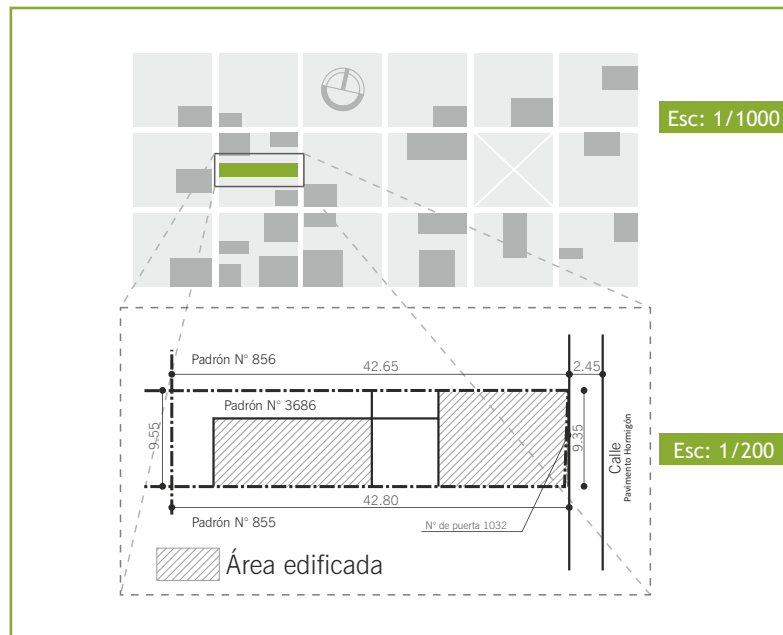 Esc: 1/1000
Padrón N° 856
42.65
2.45
Padrón N° 3686
9.55
9.35
Calle
Pavimento Hormigón
Esc: 1/200
42.80
Padrón N° 855
N° de puerta 1032
Área edificada